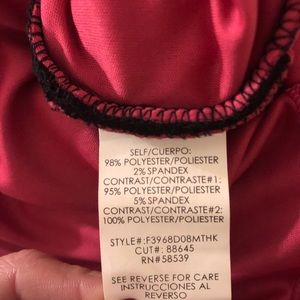 SELF/CUERPO:
98% POLYESTER/POLIESTER
2% SPANDEX
CONTRAST/CONTRASTE#1:
95% POLYESTER/POLIESTER
5% SPANDEX
CONTRAST/CONTRASTE#2:
100% POLYESTER/POLIESTER
STYLE#:F3968D08MTHK
CUT#: 88645
RN#58539
SEE REVERSE FOR CARE
INSTRUCCIONES AL
REVERSO